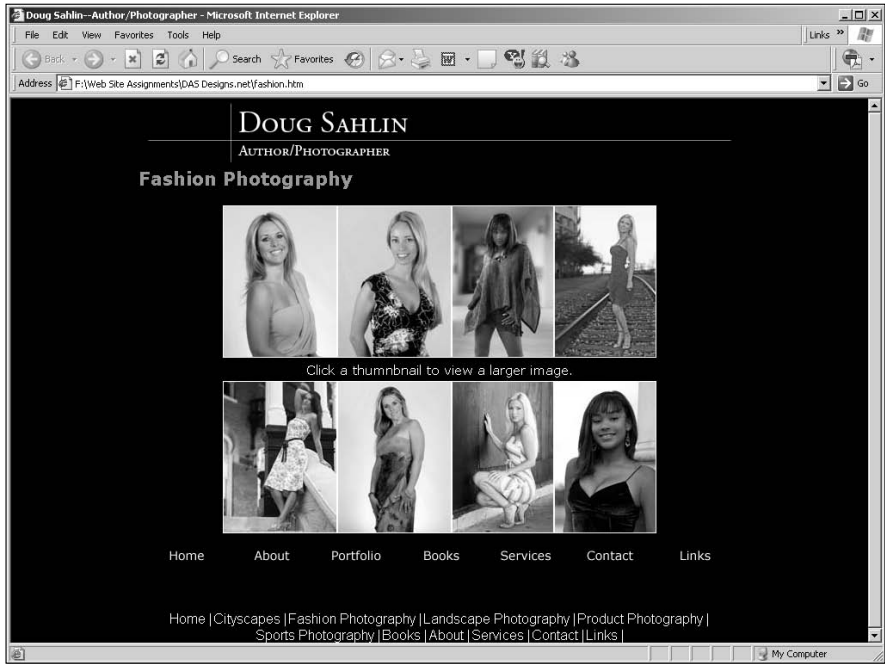 Doug Sahlin--Author/Photographer - Microsoft Internet Explorer
File Edit View Favorites Tools Help Links »
Back Search Favorites
Address F:\Web Site Assignments\DAS Designs.net\fashion.htm Go
DOUG SAHLIN
AUTHOR/PHOTOGRAPHER
Fashion Photography
Click a thumnbnail to view a larger image.
Home About Portfolio Books Services Contact Links
Home |Cityscapes |Fashion Photography |Landscape Photography |Product Photography |
Sports Photography |Books |About |Services |Contact |Links |
My Computer